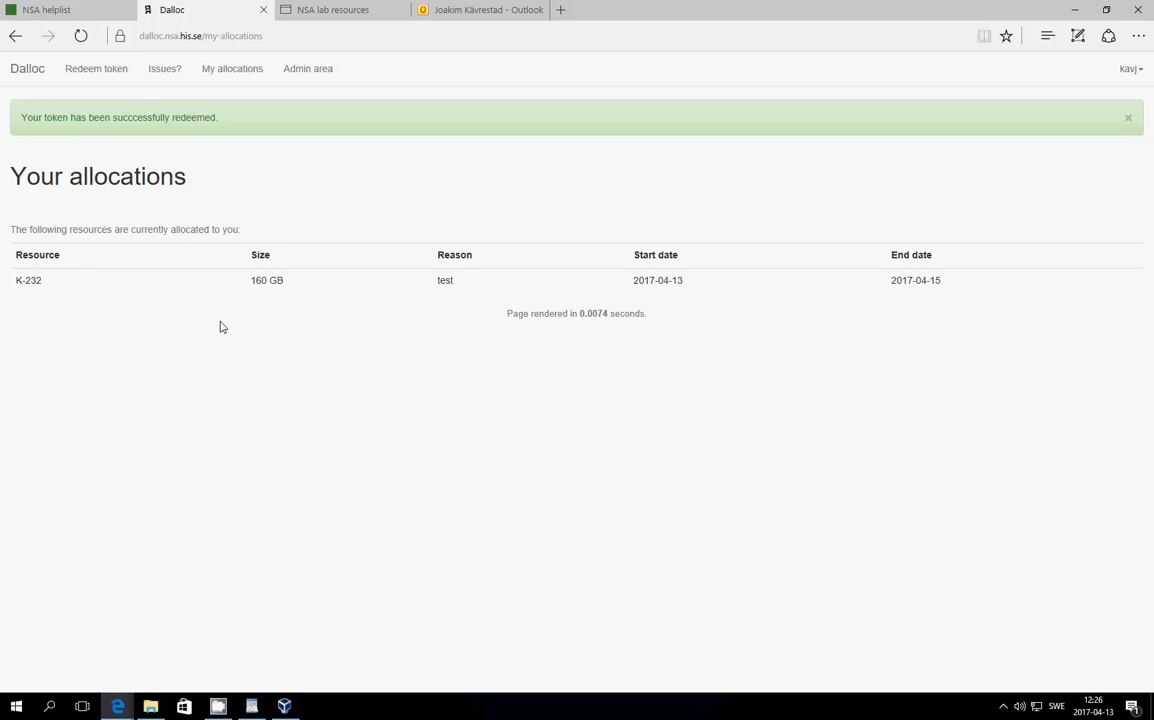 NSA helplist
Dalloc
NSA lab resources
Joakim Kävrestad - Outlook
dalloc.nsa.his.se/my-allocations
Dalloc
Redeem token
Issues?
My allocations
Admin area
kavj
Your token has been succcessfully redeemed.
×
Your allocations
The following resources are currently allocated to you:
Resource Size Reason Start date End date
K-232 160 GB test 2017-04-13 2017-04-15
Page rendered in 0.0074 seconds.
SWE
12:26
2017-04-13
1